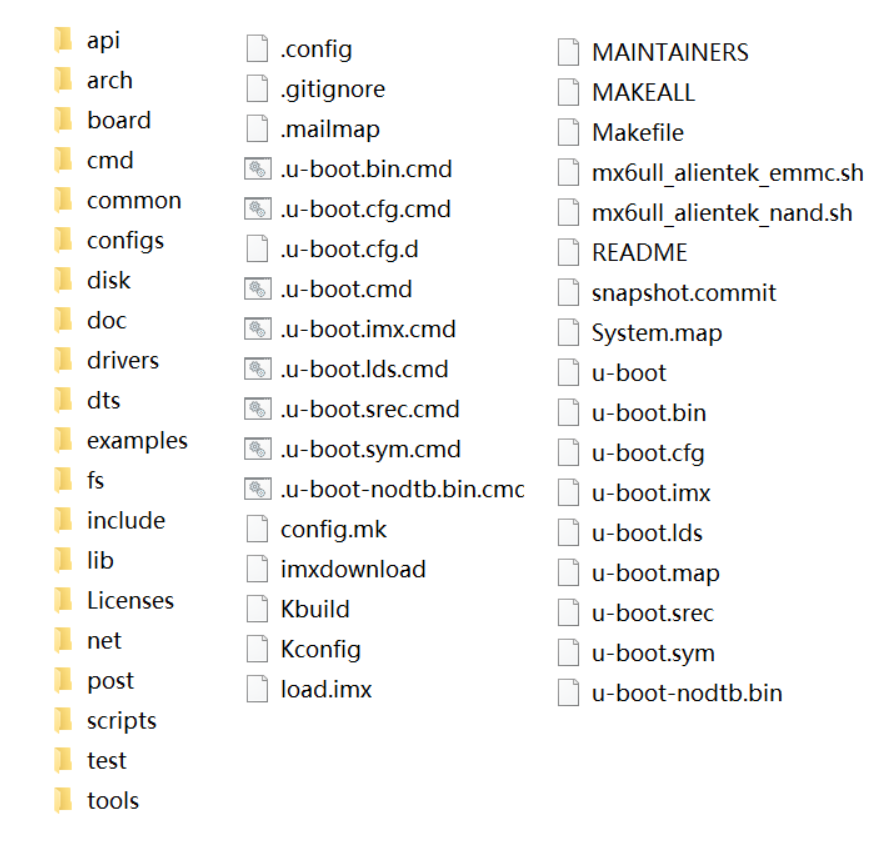 api
arch
board
cmd
common
configs
disk
doc
drivers
dts
examples
fs
include
lib
Licenses
net
post
scripts
test
tools
.config
.gitignore
.mailmap
.u-boot.bin.cmd
.u-boot.cfg.cmd
.u-boot.cfg.d
.u-boot.cmd
.u-boot.imx.cmd
.u-boot.lds.cmd
.u-boot.srec.cmd
.u-boot.sym.cmd
.u-boot-nodtb.bin.cmd
config.mk
imxdownload
Kbuild
Kconfig
load.imx
MAINTAINERS
MAKEALL
Makefile
mx6ull_alientek_emmc.sh
mx6ull_alientek_nand.sh
README
snapshot.commit
System.map
u-boot
u-boot.bin
u-boot.cfg
u-boot.imx
u-boot.lds
u-boot.map
u-boot.srec
u-boot.sym
u-boot-nodtb.bin